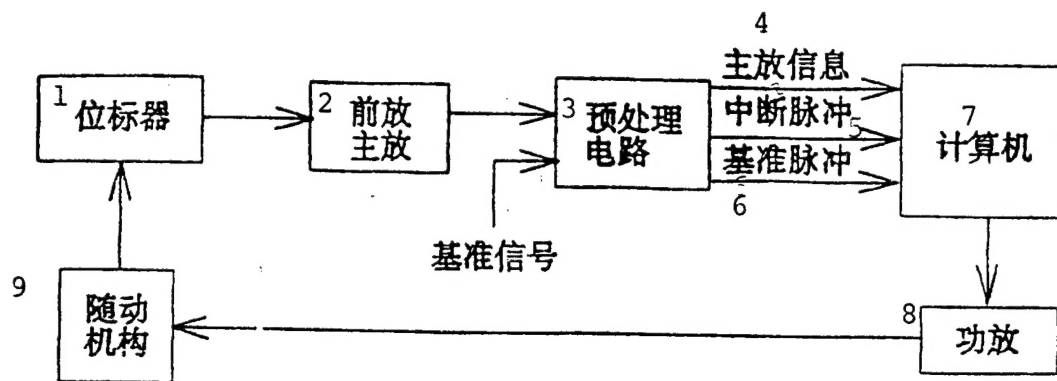 4
主放信息
1
位标器
2
前放
主放
3
预处理
电路
中断脉冲
5
基准脉冲
6
7
计算机
基准信号
9
随动
机构
8
功放